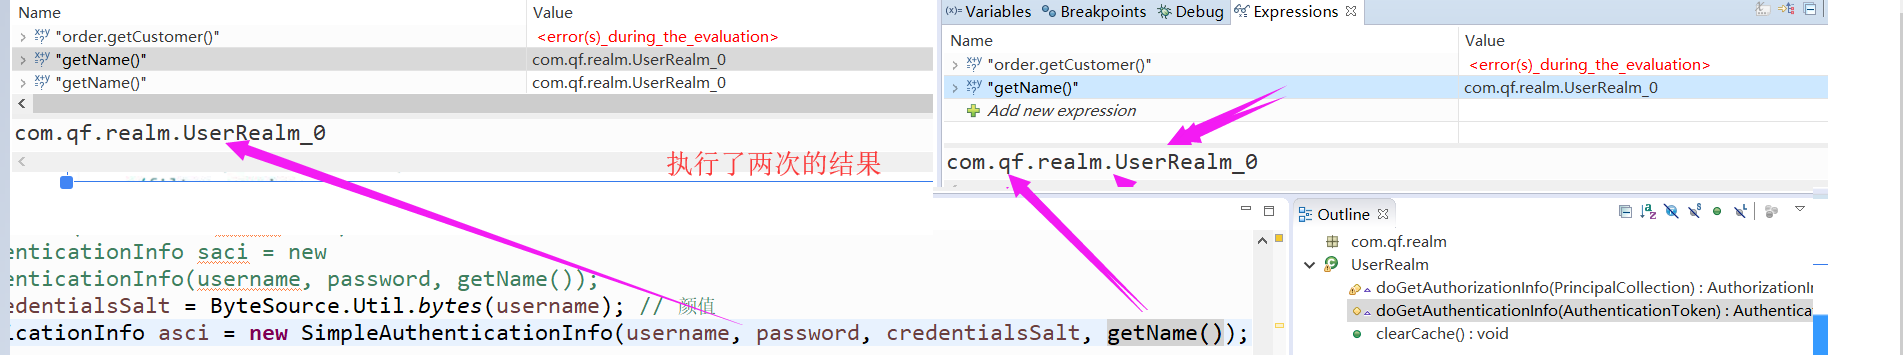 Name Value
"order.getCustomer()" <error(s)_during_the_evaluation>
"getName()" com.qf.realm.UserRealm_0
"getName()" com.qf.realm.UserRealm_0
com.qf.realm.UserRealm_0
执行了两次的结果
(x)= Variables Breakpoints Debug Expressions
Name Value
"order.getCustomer()" <error(s)_during_the_evaluation>
"getName()" com.qf.realm.UserRealm_0
Add new expression
com.qf.realm.UserRealm_0
enticationInfo saci = new
enticationInfo(username, password, getName());
edentialsSalt = ByteSource.Util.bytes(username); // 颜值
icationInfo asci = new SimpleAuthenticationInfo(username, password, credentialsSalt, getName());
Outline
com.qf.realm
UserRealm
doGetAuthorizationInfo(PrincipalCollection) : AuthorizationI
doGetAuthenticationInfo(AuthenticationToken) : Authentica
clearCache() : void